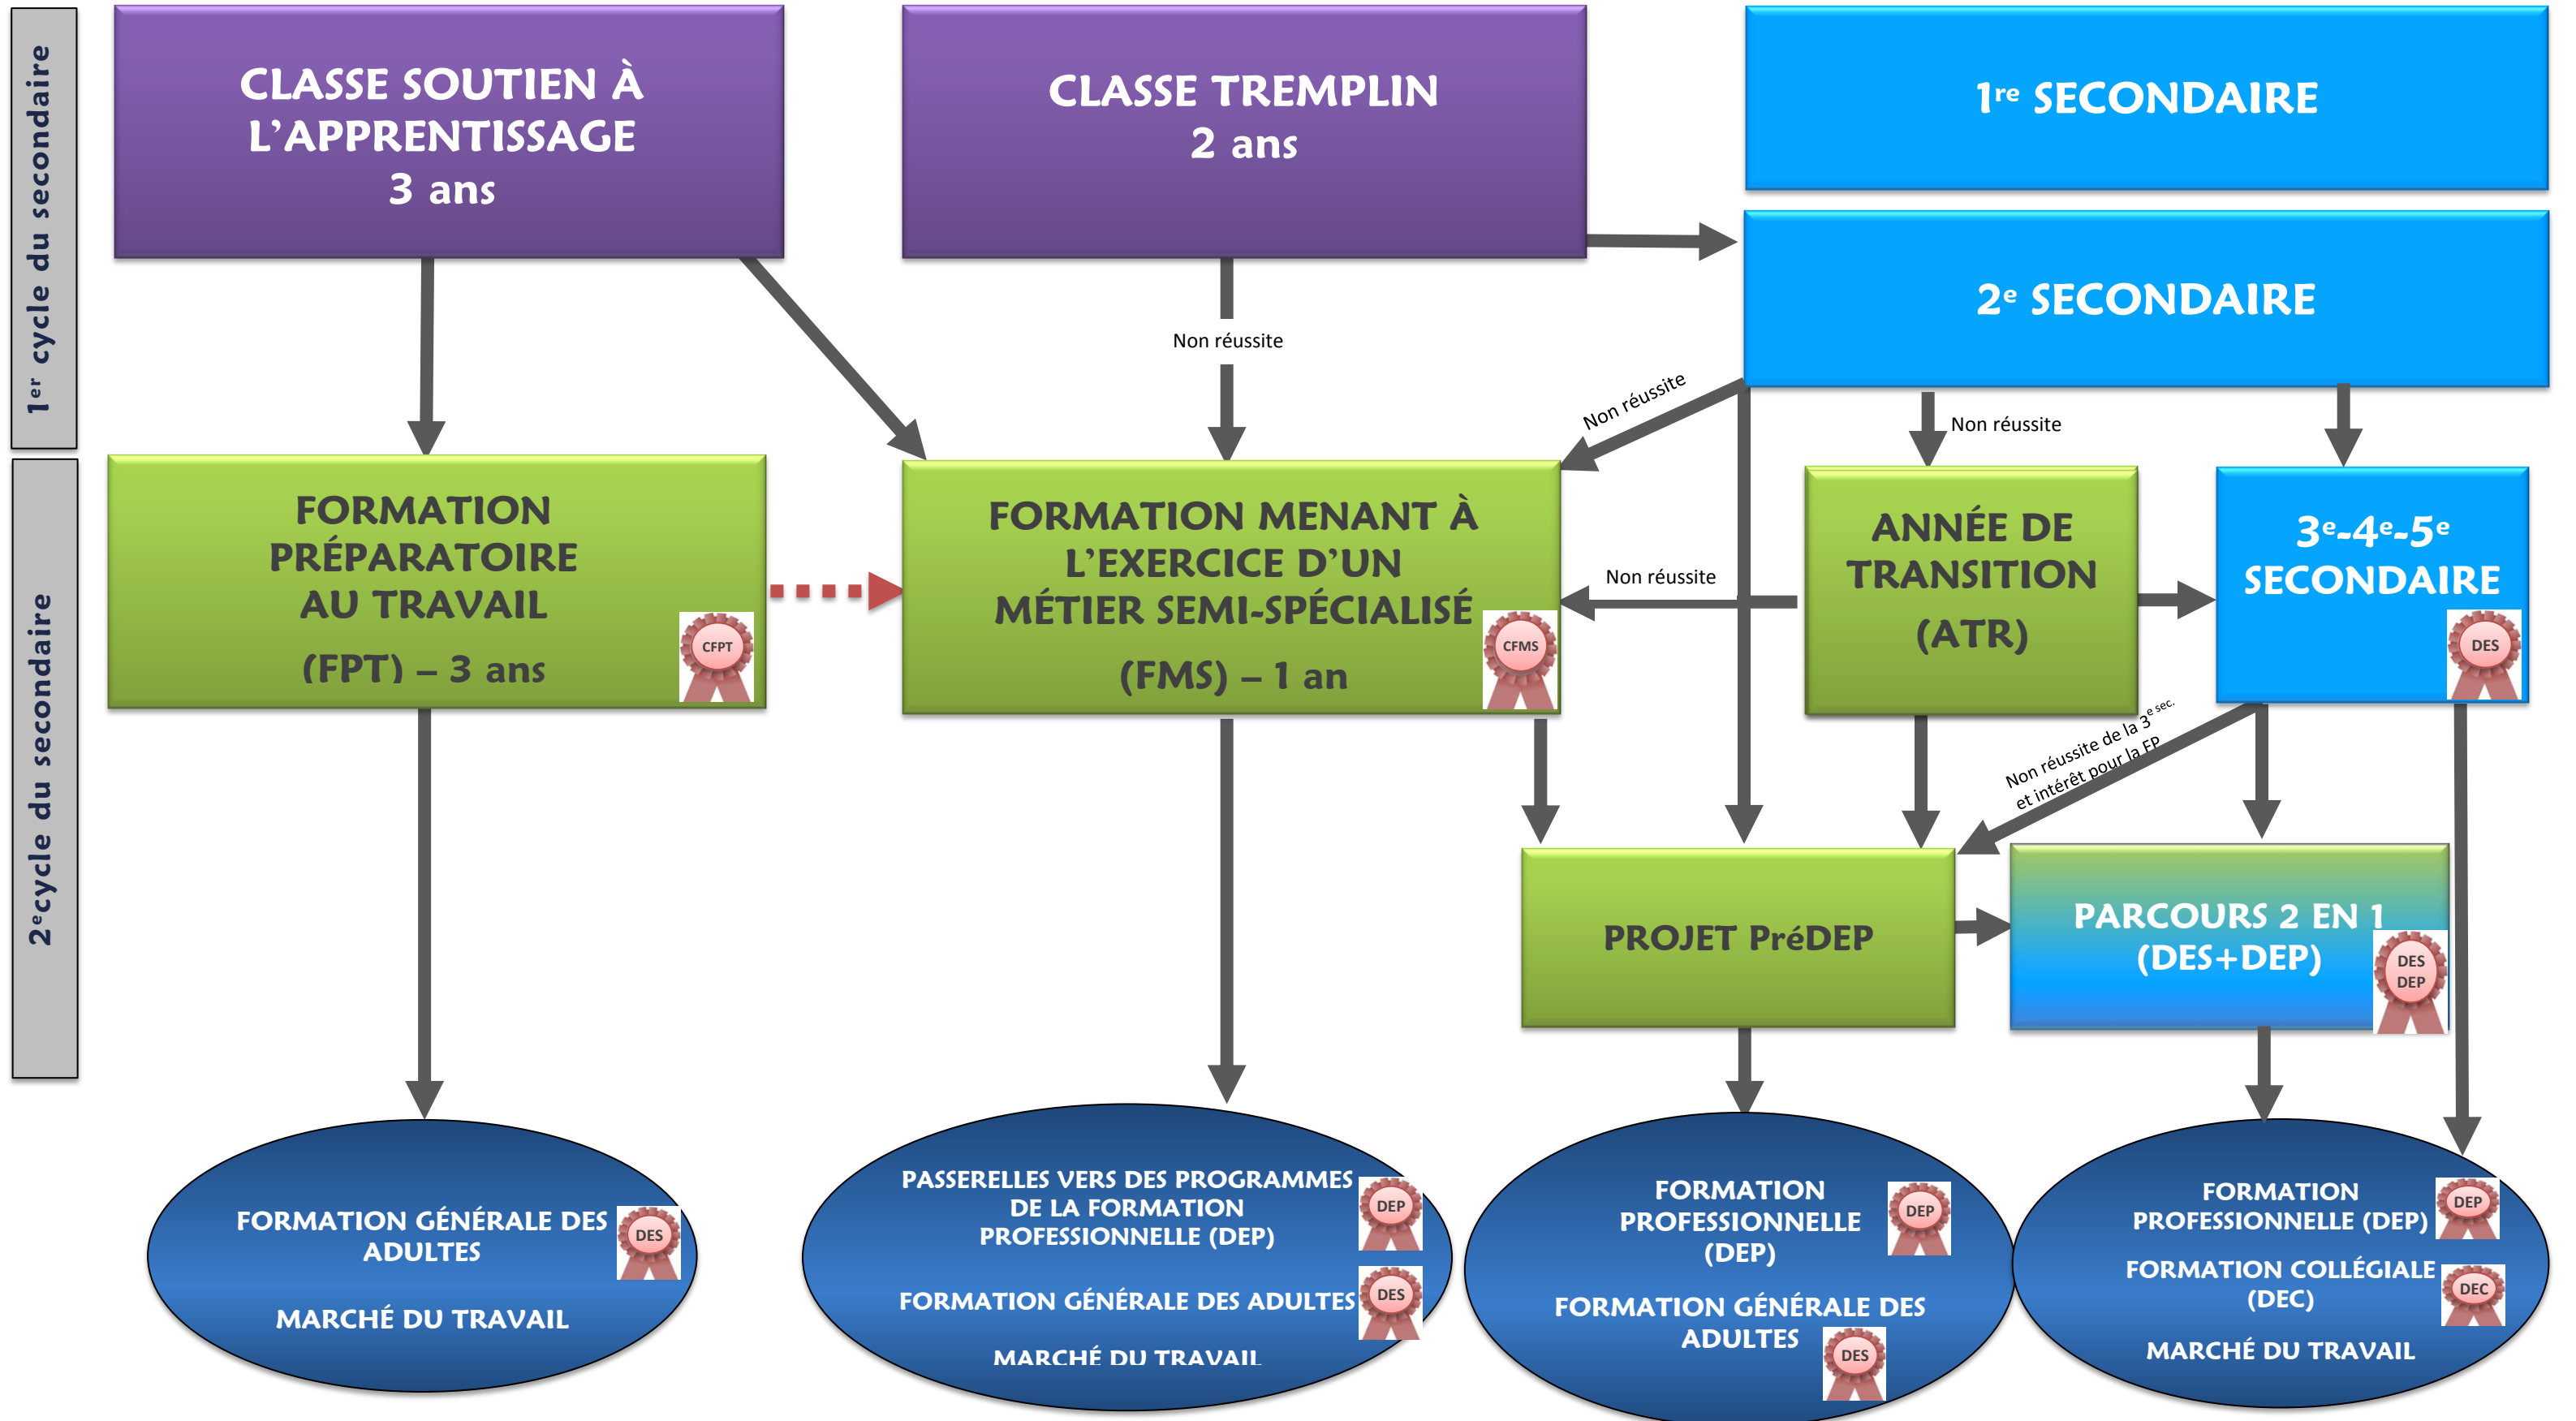 1er cycle du secondaire
CLASSE SOUTIEN À
L’APPRENTISSAGE
3 ans
CLASSE TREMPLIN
2 ans
1re SECONDAIRE
2e SECONDAIRE
Non réussite
Non réussite
Non réussite
2e cycle du secondaire
FORMATION
PRÉPARATOIRE
AU TRAVAIL
(FPT) – 3 ans
CFPT
FORMATION MENANT À
L’EXERCICE D’UN
MÉTIER SEMI-SPÉCIALISÉ
(FMS) – 1 an
CFMS
Non réussite
ANNÉE DE
TRANSITION
(ATR)
3e-4e-5e
SECONDAIRE
DES
Non réussite de la 3e sec.
et intérêt pour la FP
PROJET PréDEP
PARCOURS 2 EN 1
(DES+DEP)
DES
DEP
FORMATION GÉNÉRALE DES
ADULTES
DES
MARCHÉ DU TRAVAIL
PASSERELLES VERS DES PROGRAMMES
DE LA FORMATION
PROFESSIONNELLE (DEP)
DEP
FORMATION GÉNÉRALE DES ADULTES
DES
MARCHÉ DU TRAVAIL
FORMATION
PROFESSIONNELLE
(DEP)
DEP
FORMATION GÉNÉRALE DES
ADULTES
DES
FORMATION
PROFESSIONNELLE (DEP)
DEP
FORMATION COLLÉGIALE
(DEC)
DEC
MARCHÉ DU TRAVAIL